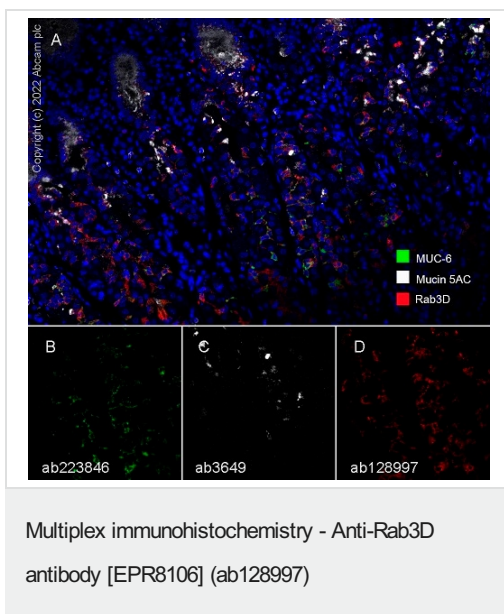 A
Copyright (c) 2022 Abcam plc
MUC-6
Mucin 5AC
Rab3D
B
C
D
ab223846
ab3649
ab128997
Multiplex immunohistochemistry - Anti-Rab3D
antibody [EPR8106] (ab128997)